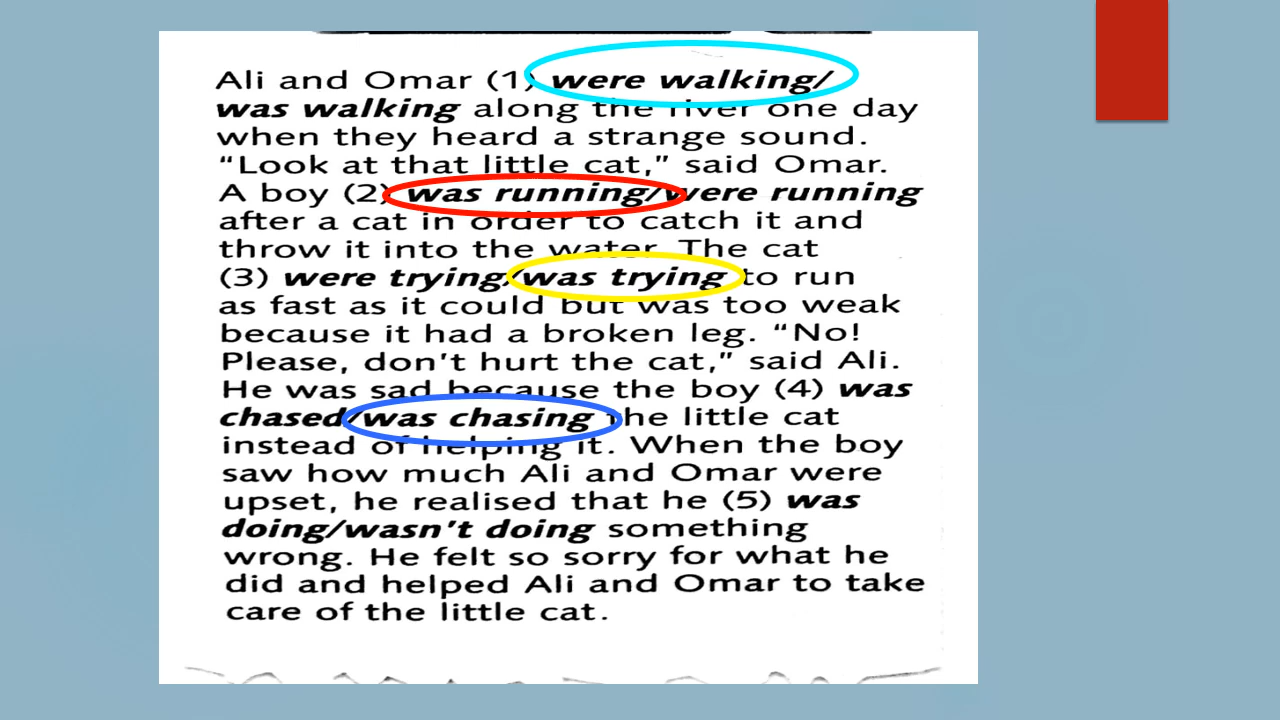 Ali and Omar (1) were walking/
was walking along the river one day
when they heard a strange sound.
“Look at that little cat,” said Omar.
A boy (2) was running/were running
after a cat in order to catch it and
throw it into the water. The cat
(3) were trying/was trying to run
as fast as it could but was too weak
because it had a broken leg. “No!
Please, don't hurt the cat,” said Ali.
He was sad because the boy (4) was
chased/was chasing the little cat
instead of helping it. When the boy
saw how much Ali and Omar were
upset, he realised that he (5) was
doing/wasn't doing something
wrong. He felt so sorry for what he
did and helped Ali and Omar to take
care of the little cat.